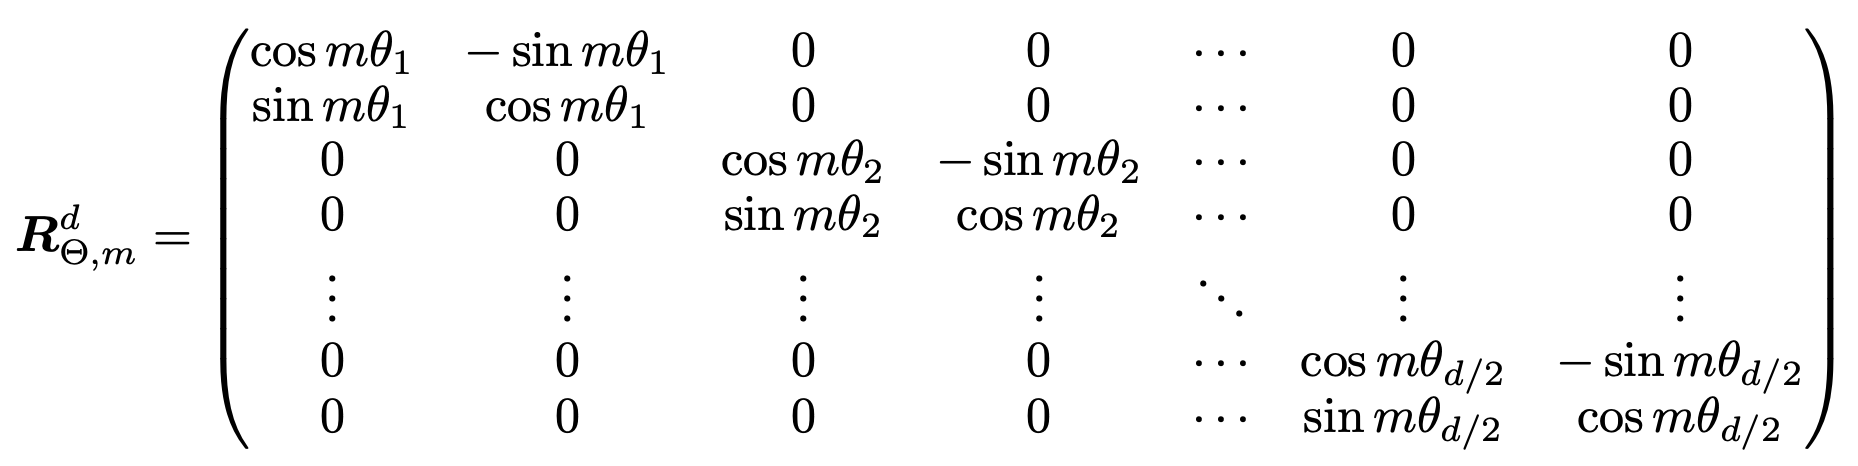 $$\boldsymbol{R}^d_{\Theta,m} = \begin{pmatrix}
\cos m\theta_1 & -\sin m\theta_1 & 0 & 0 & \cdots & 0 & 0 \\
\sin m\theta_1 & \cos m\theta_1 & 0 & 0 & \cdots & 0 & 0 \\
0 & 0 & \cos m\theta_2 & -\sin m\theta_2 & \cdots & 0 & 0 \\
0 & 0 & \sin m\theta_2 & \cos m\theta_2 & \cdots & 0 & 0 \\
\vdots & \vdots & \vdots & \vdots & \ddots & \vdots & \vdots \\
0 & 0 & 0 & 0 & \cdots & \cos m\theta_{d/2} & -\sin m\theta_{d/2} \\
0 & 0 & 0 & 0 & \cdots & \sin m\theta_{d/2} & \cos m\theta_{d/2}
\end{pmatrix}$$